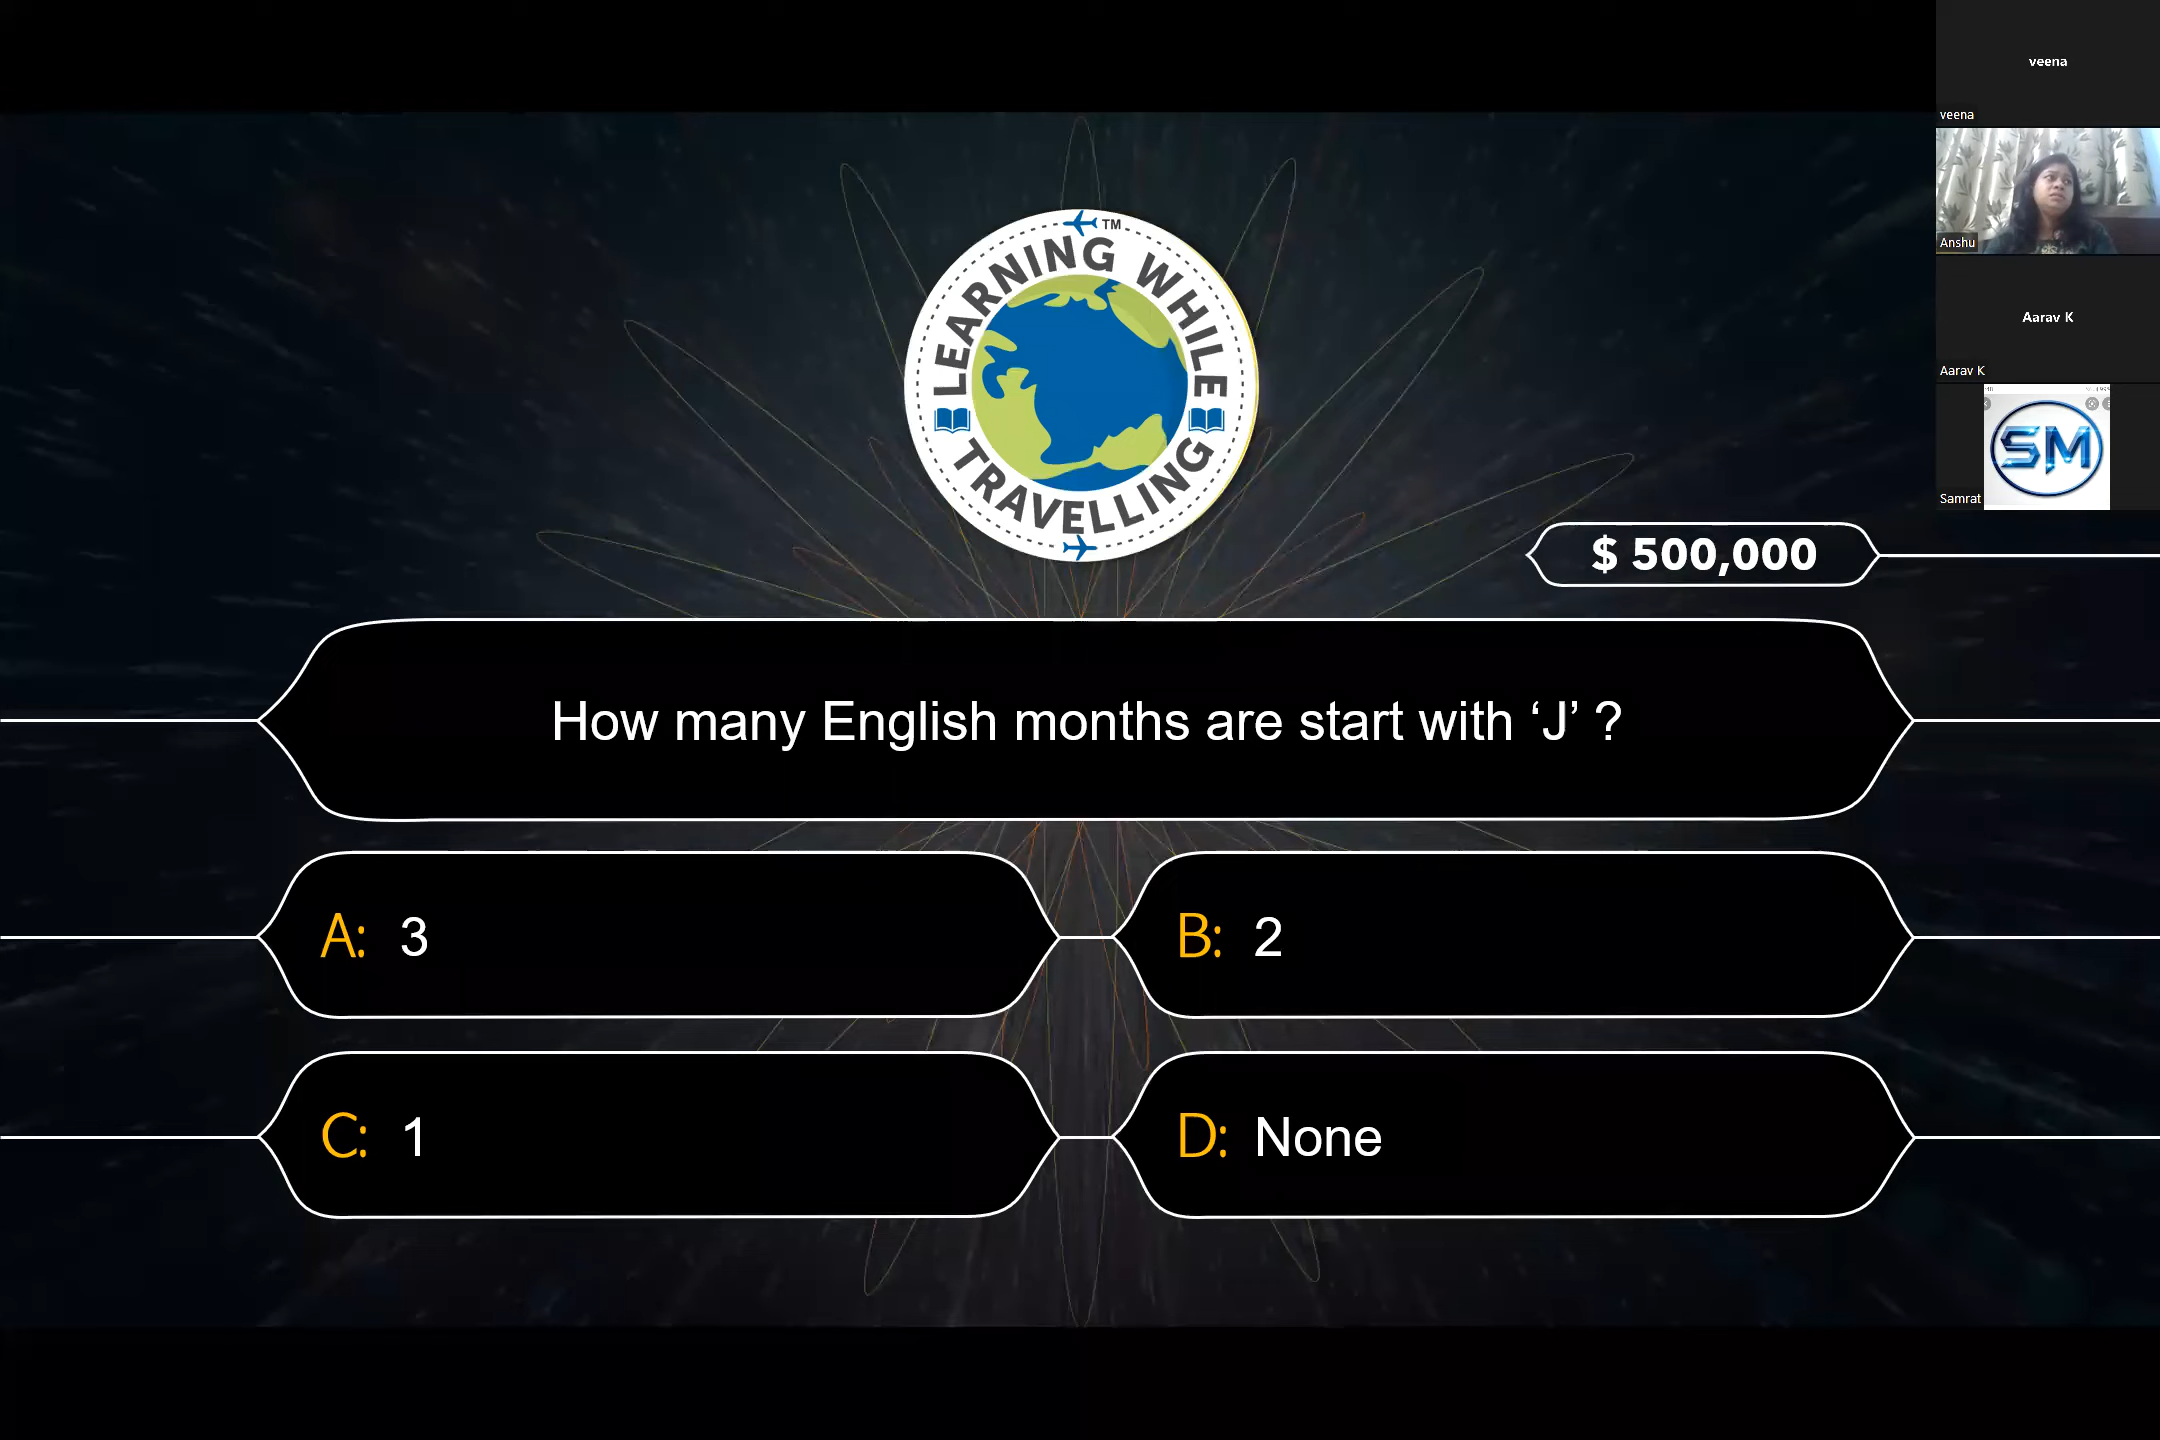 LEARNING WHILE
TRAVELLING
TM
$ 500,000
How many English months are start with ‘J’ ?
A: 3
B: 2
C: 1
D: None
veena
veena
Anshu
Aarav K
Aarav K
SM
Samrat